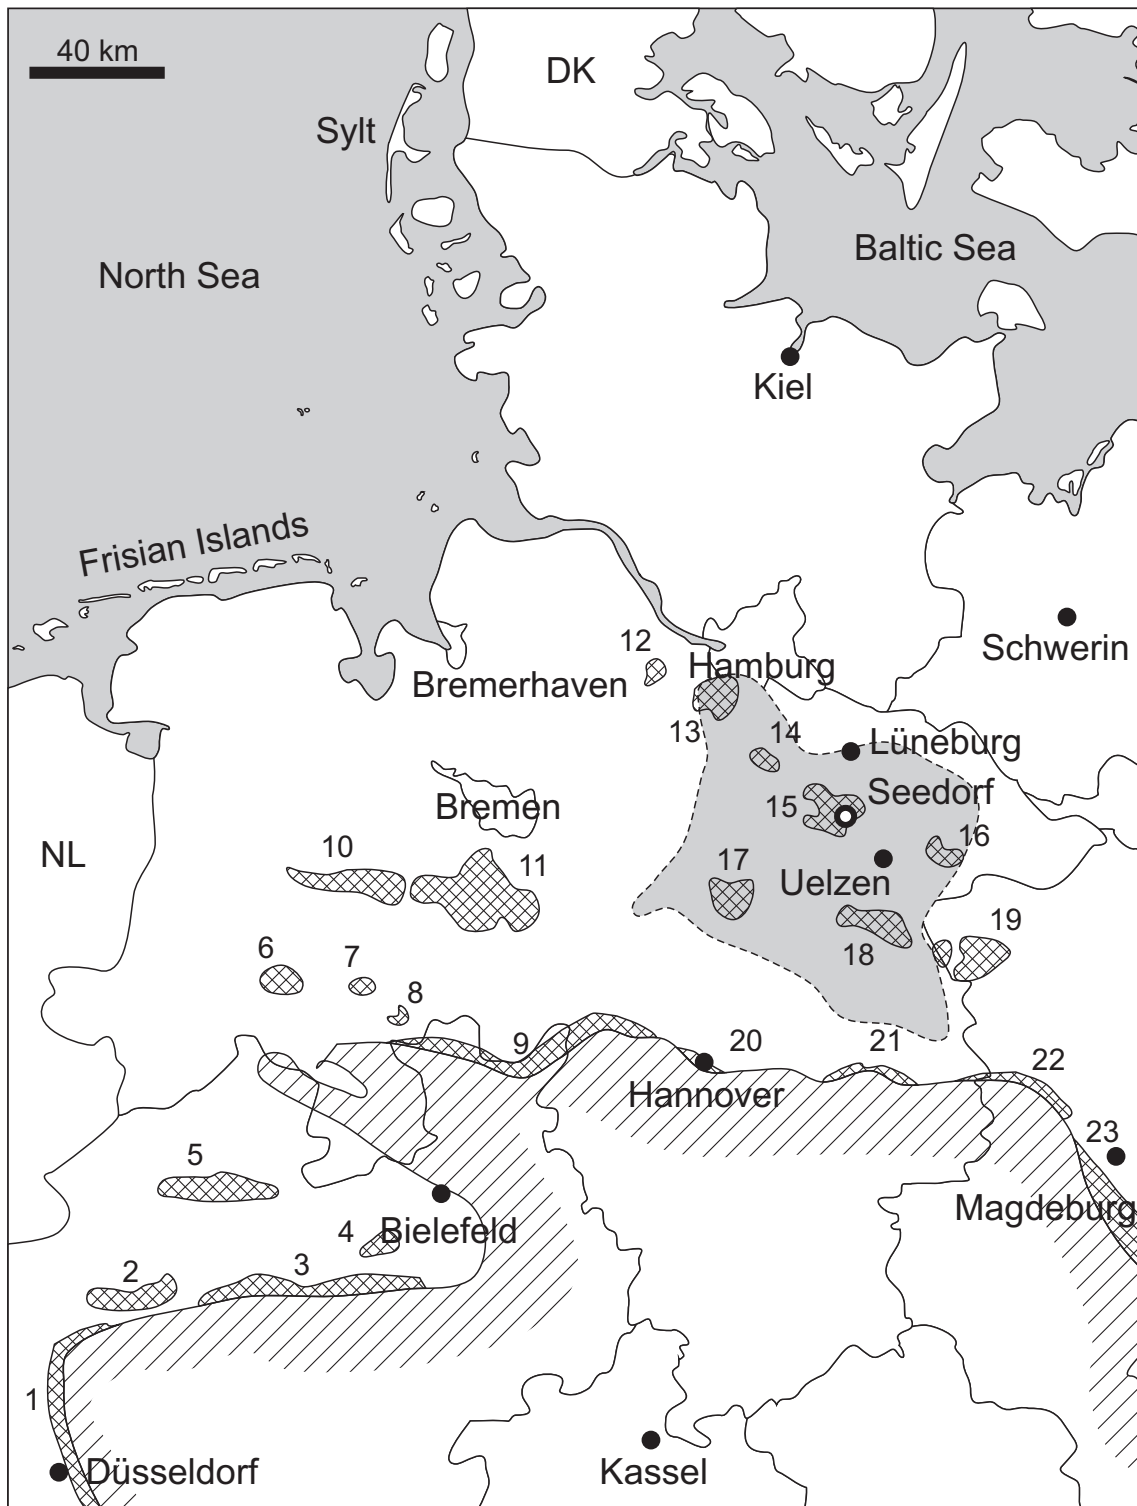 40 km
DK
Sylt
Baltic Sea
North Sea
Kiel
Frisian Islands
Schwerin
12
Hamburg
Bremerhaven
13
14
Lüneburg
Seedorf
15
Bremen
16
NL
10
11
17
Uelzen
19
6
7
18
8
9
20
21
22
Hannover
23
5
Magdeburg
4
Bielefeld
2
3
1
Düsseldorf
Kassel